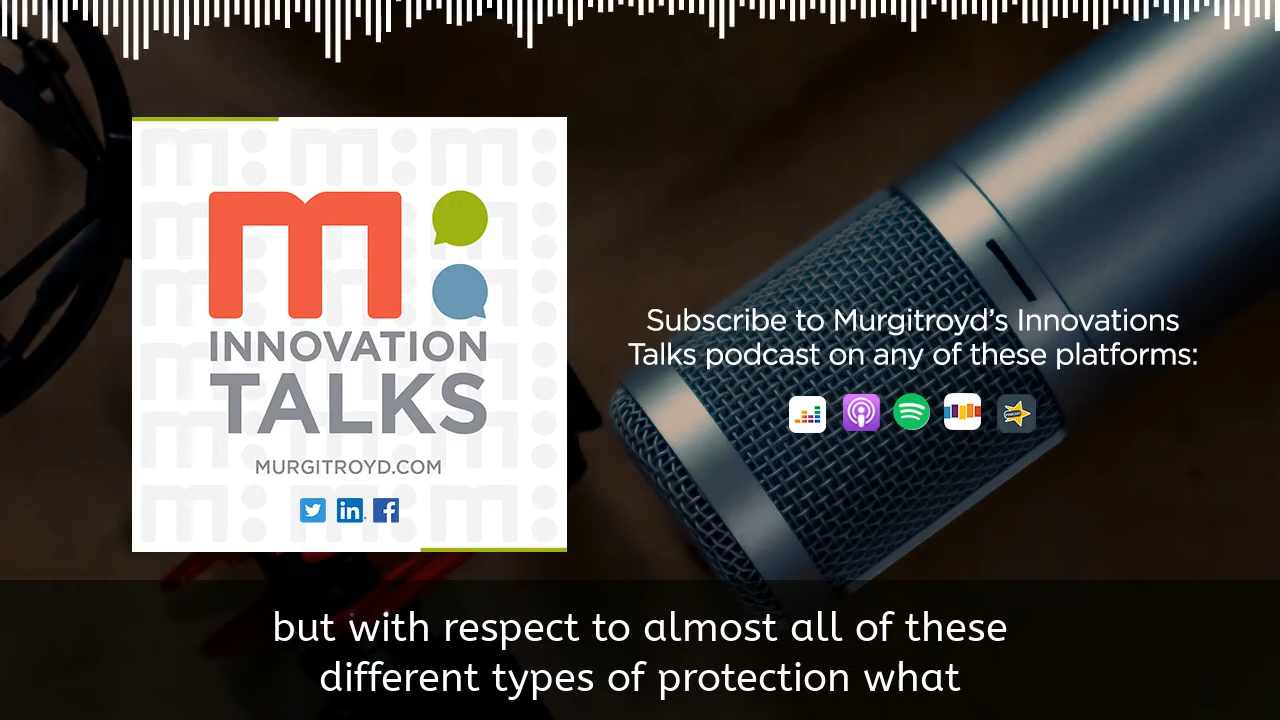 m:
INNOVATION
TALKS
MURGITROYD.COM
Subscribe to Murgitroyd's Innovations
Talks podcast on any of these platforms:
but with respect to almost all of these
different types of protection what